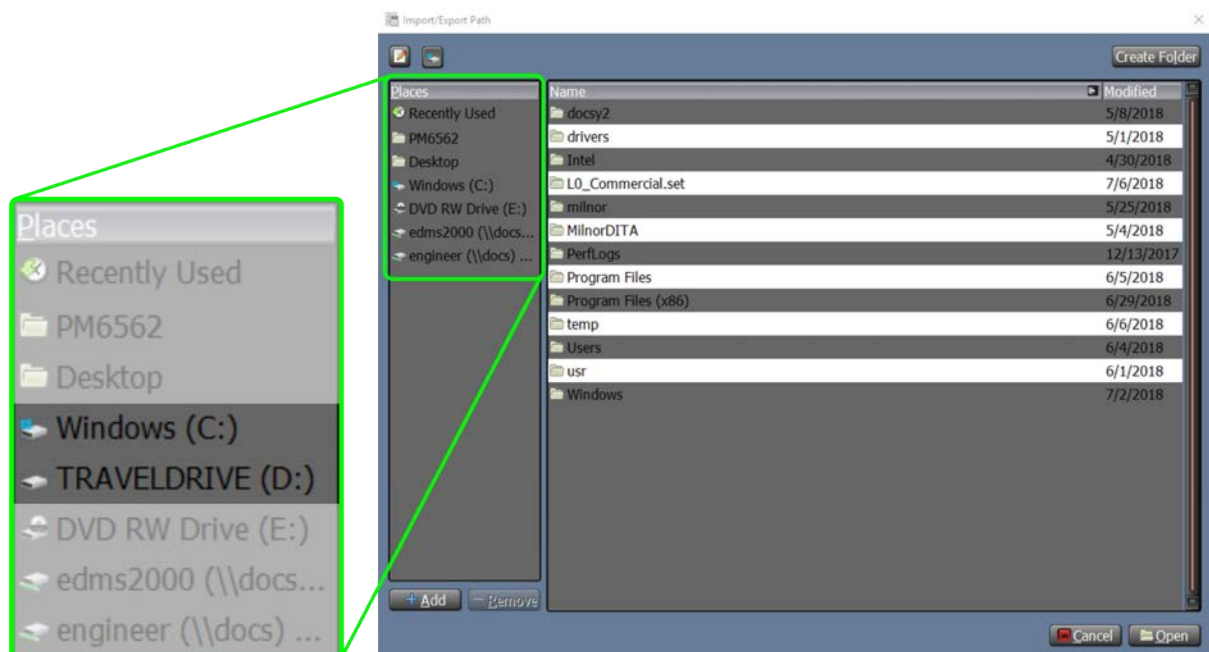 Import/Export Path
Create Folder
Places
Recently Used
PM6562
Desktop
Windows (C:)
DVD RW Drive (E:)
edms2000 (\\docs...
engineer (\\docs) ...
Name Modified
docsy2 5/8/2018
drivers 5/1/2018
Intel 4/30/2018
L0_Commercial.set 7/6/2018
milnor 5/25/2018
MilnorDITA 5/4/2018
PerfLogs 12/13/2017
Program Files 6/5/2018
Program Files (x86) 6/29/2018
temp 6/6/2018
Users 6/4/2018
usr 6/1/2018
Windows 7/2/2018
Add Remove
Cancel Open
Places
Recently Used
PM6562
Desktop
Windows (C:)
TRAVELDRIVE (D:)
DVD RW Drive (E:)
edms2000 (\\docs...
engineer (\\docs) ...